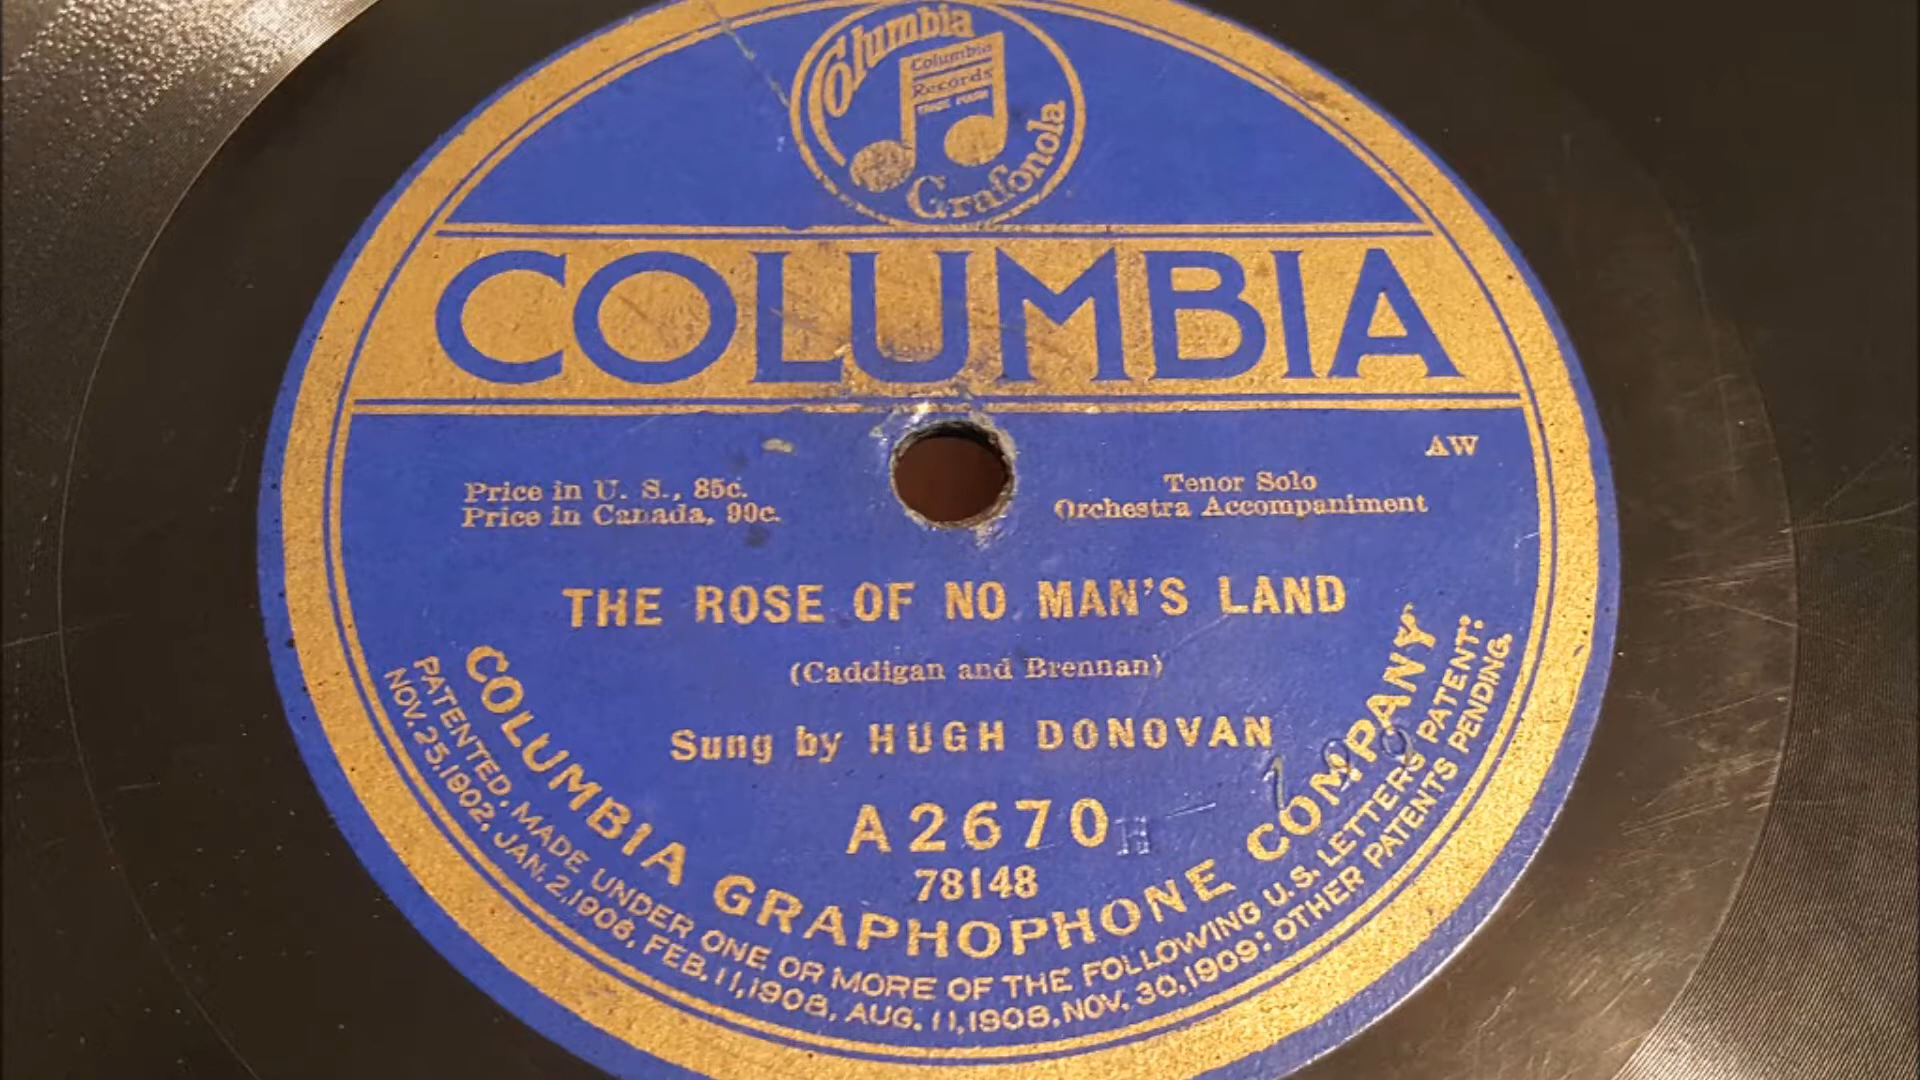 Columbia
Columbia
Records
TRADE MARK
Grafonola
COLUMBIA
AW
Price in U. S., 85c.
Price in Canada, 90c.
Tenor Solo
Orchestra Accompaniment
THE ROSE OF NO MAN'S LAND
(Caddigan and Brennan)
Sung by HUGH DONOVAN
A2670
78148
COLUMBIA GRAPHOPHONE COMPANY
PATENTED, MADE UNDER ONE OR MORE OF THE FOLLOWING U.S. LETTERS PATENT:
NOV. 25, 1902, JAN. 2, 1906, FEB. 11, 1908, AUG. 11, 1908, NOV. 30, 1909: OTHER PATENTS PENDING.